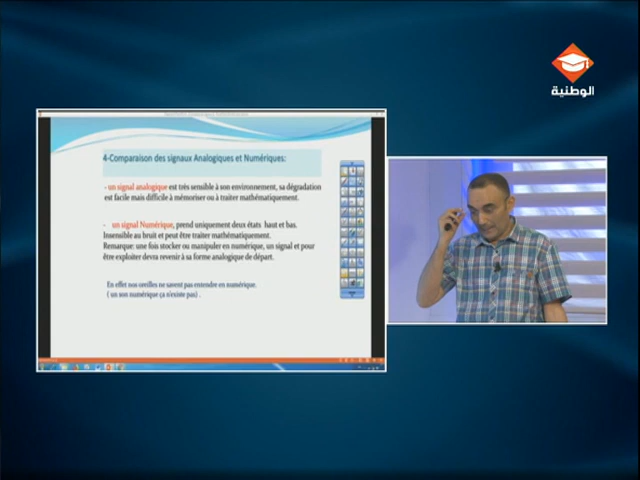 الوطنية
4-Comparaison des signaux Analogiques et Numériques:
- un signal analogique est très sensible à son environnement, sa dégradation
est facile mais difficile à mémoriser ou à traiter mathématiquement.
- un signal Numérique, prend uniquement deux états haut et bas.
Insensible au bruit et peut être traiter mathématiquement.
Remarque: une fois stocker ou manipuler en numérique, un signal et pour
être exploiter devra revenir à sa forme analogique de départ.
En effet nos oreilles ne savent pas entendre en numérique.
( un son numérique ça n'existe pas) .